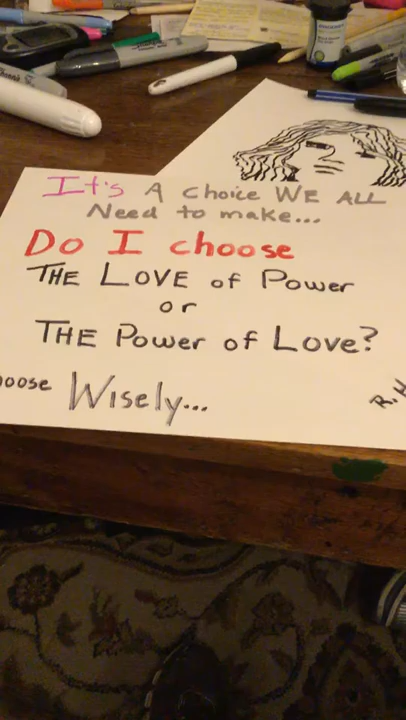 It's A choice WE ALL
Need to make...
Do I choose
THE LOVE of Power
or
THE Power of Love?
oose Wisely...
R.H